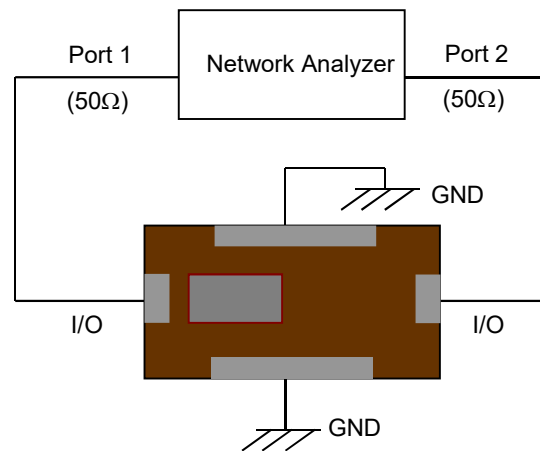 Port 1
Network Analyzer
Port 2
(50Ω)
(50Ω)
GND
I/O
I/O
GND